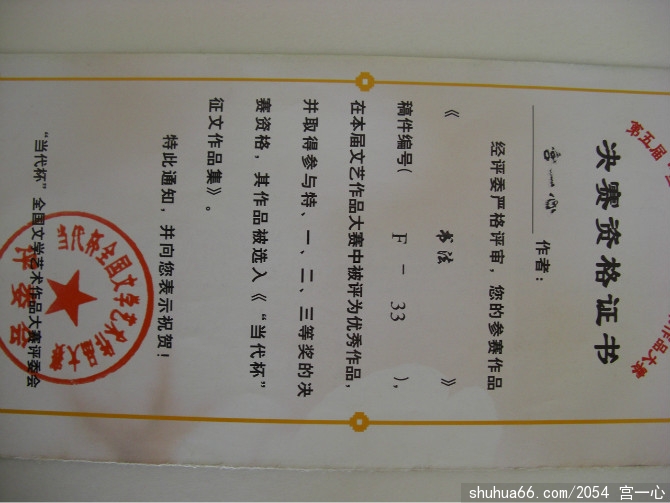 第五届
作品大赛
决赛资格证书
宫一心 作者：
经评委严格评审，您的参赛作品
《 书法 》
稿件编号( F－33 )，
在本届文艺作品大赛中被评为优秀作品，
并取得参与特、一、二、三等奖的决
赛资格，其作品被选入《“当代杯”
征文作品集》。
特此通知，并向您表示祝贺！
“当代杯”全国文学艺术作品大赛评委会
当代杯全国文学艺术作品大赛
评委会
shuhua66.com/2054 宫一心